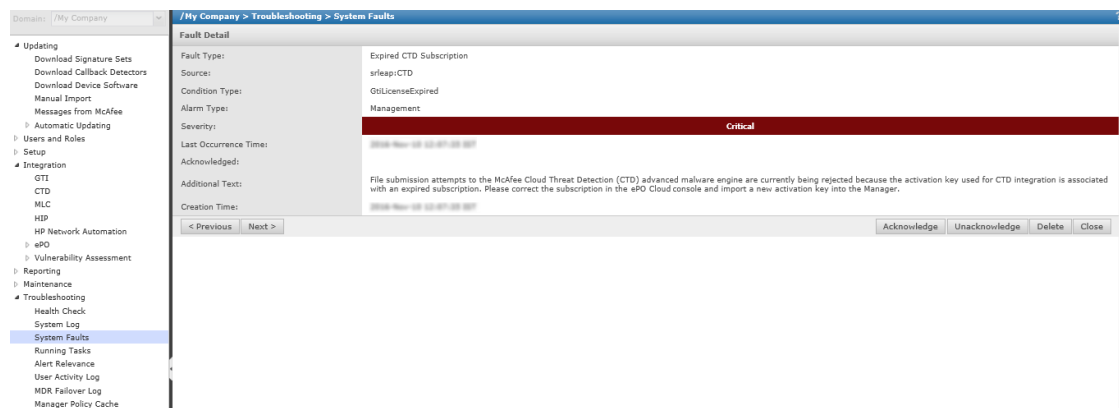 Domain: /My Company
Updating
Download Signature Sets
Download Callback Detectors
Download Device Software
Manual Import
Messages from McAfee
Automatic Updating
Users and Roles
Setup
Integration
GTI
CTD
MLC
HIP
HP Network Automation
ePO
Vulnerability Assessment
Reporting
Maintenance
Troubleshooting
Health Check
System Log
System Faults
Running Tasks
Alert Relevance
User Activity Log
MDR Failover Log
Manager Policy Cache
/My Company > Troubleshooting > System Faults
Fault Detail
Fault Type: Expired CTD Subscription
Source: srleap:CTD
Condition Type: GtiLicenseExpired
Alarm Type: Management
Severity: Critical
Last Occurrence Time:
Acknowledged:
Additional Text: File submission attempts to the McAfee Cloud Threat Detection (CTD) advanced malware engine are currently being rejected because the activation key used for CTD integration is associated
with an expired subscription. Please correct the subscription in the ePO Cloud console and import a new activation key into the Manager.
Creation Time:
< Previous Next > Acknowledge Unacknowledge Delete Close